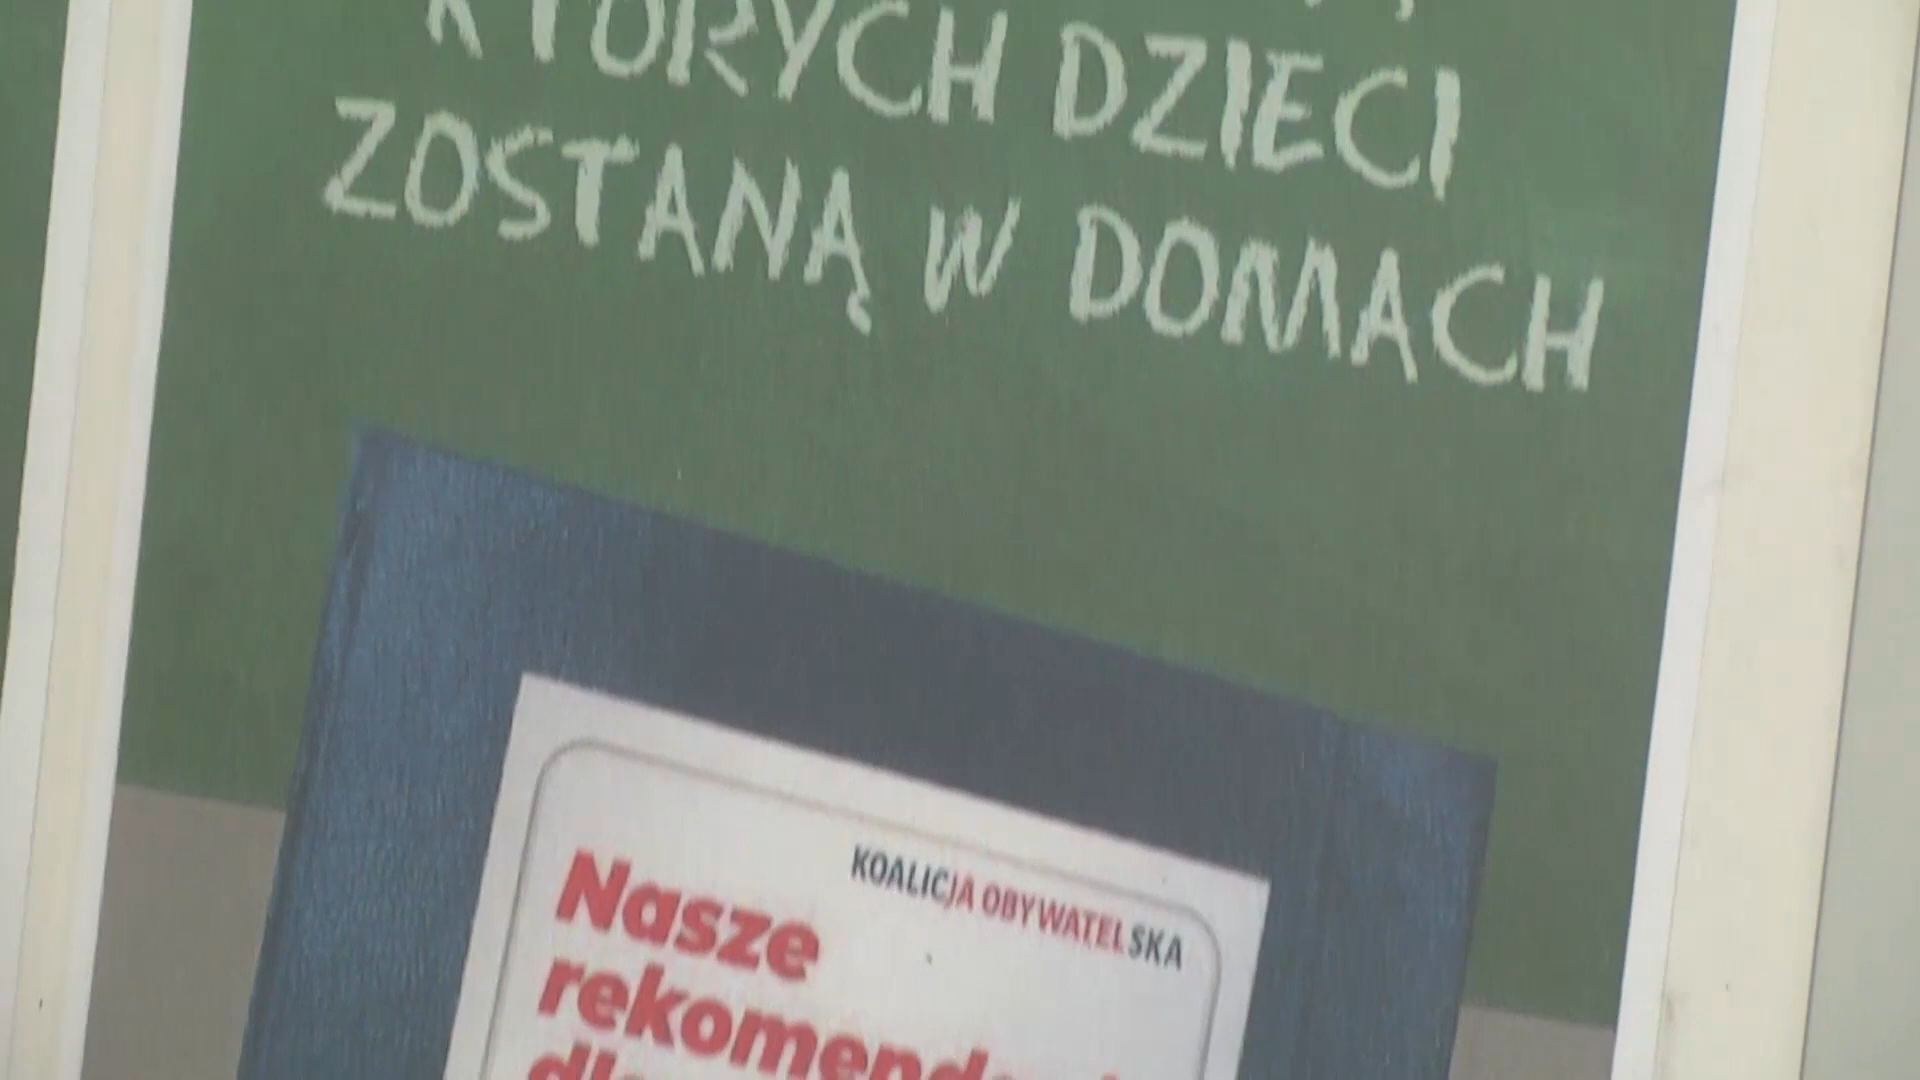 KTÓRYCH DZIECI
ZOSTANĄ W DOMACH
KOALICJA OBYWATELSKA
Nasze